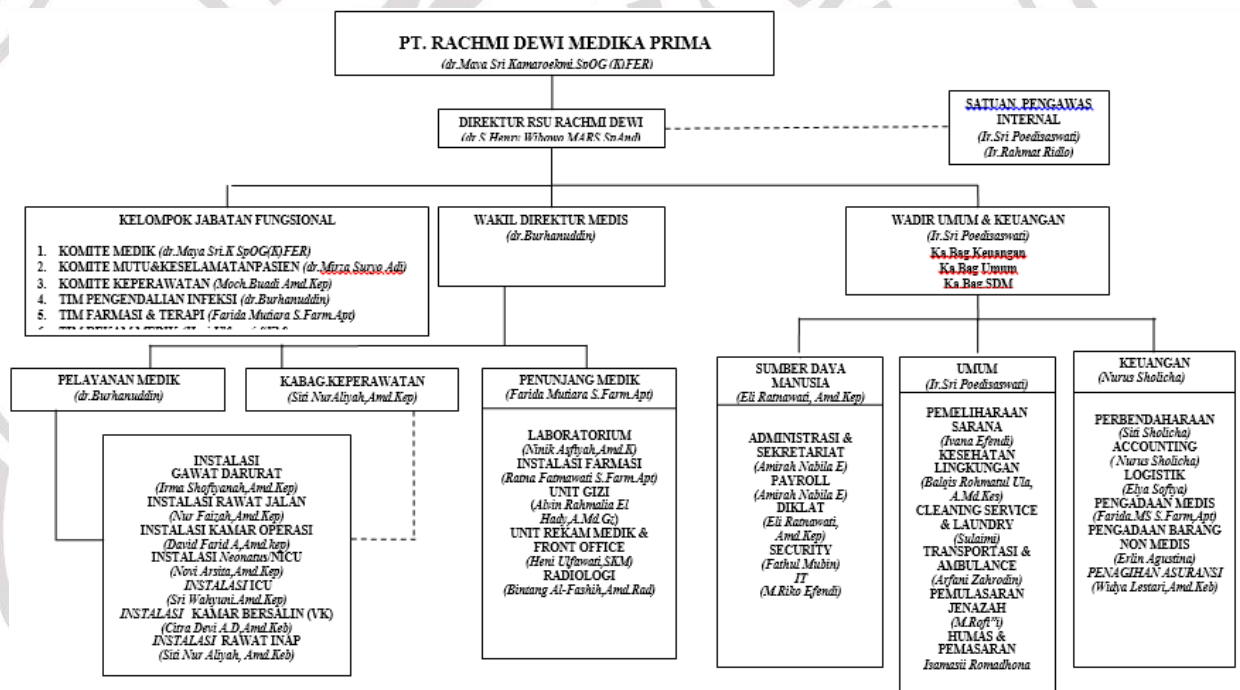 PT. RACHMI DEWI MEDIKA PRIMA
(dr.Maya Sri Kamaroekmi.SpOG (K)FER)
DIREKTUR RSU RACHMI DEWI
(dr.S.Henry Wibowo MARS.SpAnd)
SATUAN PENGAWAS
INTERNAL
(Ir.Sri Poedisaswati)
(Ir.Rahmat Ridlo)
KELOMPOK JABATAN FUNGSIONAL
1. KOMITE MEDIK (dr.Maya Sri.K SpOG(K)FER)
2. KOMITE MUTU&KESELAMATANPASIEN (dr.Mirza Suryo Adi)
3. KOMITE KEPERAWATAN (Moch.Buadi Amd.Kep)
4. TIM PENGENDALIAN INFEKSI (dr.Burhanuddin)
5. TIM FARMASI & TERAPI (Farida Mutiara S.Farm.Apt)
WAKIL DIREKTUR MEDIS
(dr.Burhanuddin)
WADIR UMUM & KEUANGAN
(Ir.Sri Poedisaswati)
Ka.Bag Keuangan
Ka.Bag Umum
Ka.Bag SDM
PELAYANAN MEDIK
(dr.Burhanuddin)
KABAG.KEPERAWATAN
(Siti NurAliyah,Amd.Kep)
INSTALASI
GAWAT DARURAT
(Irma Shofiyanah,Amd.Kep)
INSTALASI RAWAT JALAN
(Nur Faizah,Amd.Kep)
INSTALASI KAMAR OPERASI
(David Farid A,Amd.kep)
INSTALASI Neonatus/NICU
(Novi Arsita,Amd.Kep)
INSTALASI ICU
(Sri Wahyuni.Amd.Kep)
INSTALASI KAMAR BERSALIN (VK)
(Citra Devi A.D,Amd.Keb)
INSTALASI RAWAT INAP
(Siti Nur Aliyah, Amd.Keb)
PENUNJANG MEDIK
(Farida Mutiara S.Farm.Apt)
LABORATORIUM
(Ninik Asfiyah,Amd.K)
INSTALASI FARMASI
(Ratna Fatmawati S.Farm.Apt)
UNIT GIZI
(Alvin Rahmalia El
Hady,A.Md.Gz)
UNIT REKAM MEDIK &
FRONT OFFICE
(Heni Ulfawati,SKM)
RADIOLOGI
(Bintang Al-Fashih,Amd.Rad)
SUMBER DAYA
MANUSIA
(Eli Ratnawati, Amd.Kep)
ADMINISTRASI &
SEKRETARIAT
(Amirah Nabila E)
PAYROLL
(Amirah Nabila E)
DIKLAT
(Eli Ratnawati,
Amd.Kep)
SECURITY
(Fathul Mubin)
IT
(M.Riko Efendi)
UMUM
(Ir.Sri Poedisaswati)
PEMELIHARAAN
SARANA
(Ivana Efendi)
KESEHATAN
LINGKUNGAN
(Balqis Rohmatul Ula,
A.Md.Kes)
CLEANING SERVICE
& LAUNDRY
(Sulaimi)
TRANSPORTASI &
AMBULANCE
(Arfani Zahrodin)
PEMULASARAN
JENAZAH
(M.Rofi"i)
HUMAS &
PEMASARAN
Isamasii Romadhona
KEUANGAN
(Nurus Sholicha)
PERBENDAHARAAN
(Siti Sholicha)
ACCOUNTING
( Nurus Sholicha)
LOGISTIK
(Elya Sofiya)
PENGADAAN MEDIS
(Farida.MS S.Farm,Apt)
PENGADAAN BARANG
NON MEDIS
(Erlin Agustina)
PENAGIHAN ASURANSI
(Widya Lestari,Amd.Keb)